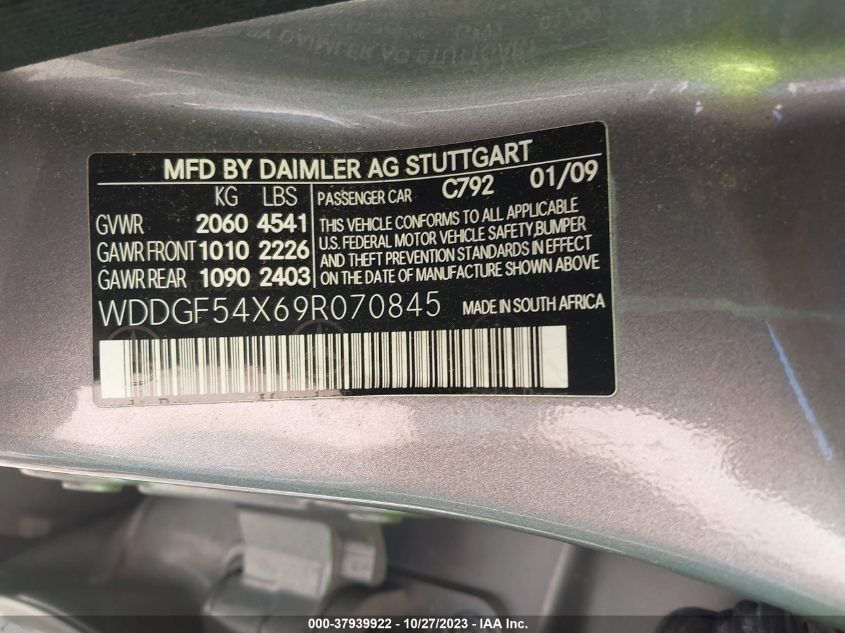 MFD BY DAIMLER AG STUTTGART
KG LBS
GVWR 2060 4541
GAWR FRONT 1010 2226
GAWR REAR 1090 2403
PASSENGER CAR C792 01/09
THIS VEHICLE CONFORMS TO ALL APPLICABLE
U.S. FEDERAL MOTOR VEHICLE SAFETY, BUMPER
AND THEFT PREVENTION STANDARDS IN EFFECT
ON THE DATE OF MANUFACTURE SHOWN ABOVE
WDDGF54X69R070845 MADE IN SOUTH AFRICA
000-37939922 - 10/27/2023 - IAA Inc.